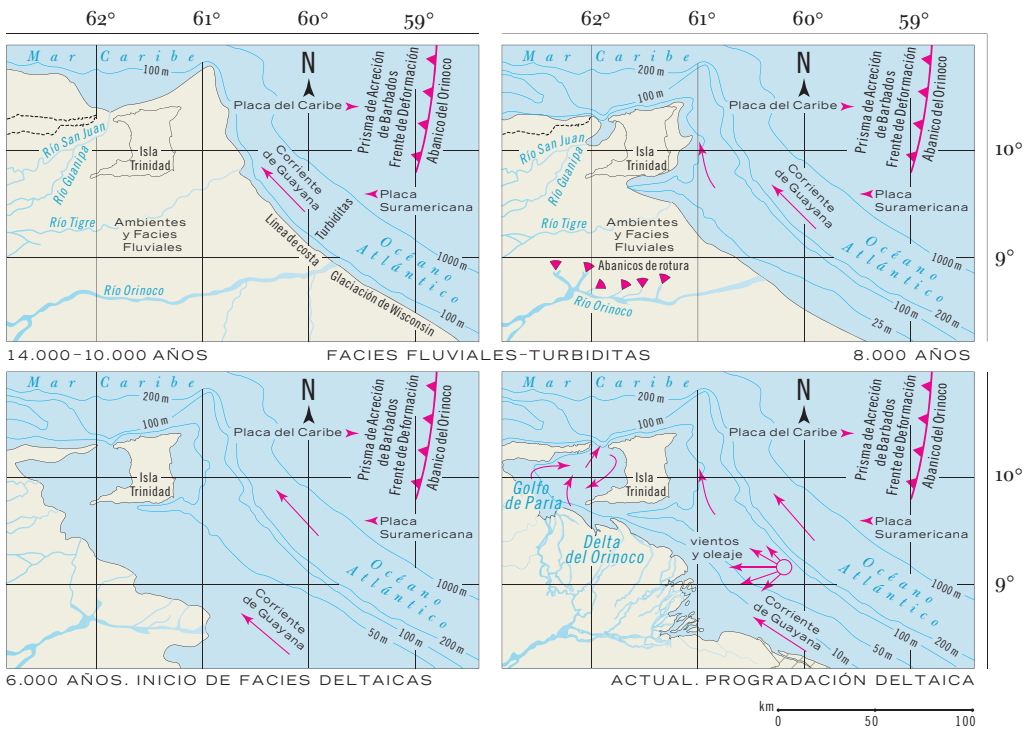 62° 61° 60° 59°
62° 61° 60° 59°
Mar Caribe
100 m
N
Placa del Caribe
Prisma de Acreción
de Barbados
Frente de Deformación
Abanico del Orinoco
Río San Juan
Río Guanipa
Isla
Trinidad
Corriente
de Guayana
Placa
Suramericana
Río Tigre
Ambientes
y Facies
Fluviales
Turbiditas
Línea de costa
Océano
Atlántico
1000 m
Río Orinoco
Glaciación de Wisconsin
100 m
Mar Caribe
200 m
100 m
N
Placa del Caribe
Prisma de Acreción
de Barbados
Frente de Deformación
Abanico del Orinoco
10°
Río San Juan
Río Guanipa
Isla
Trinidad
Corriente
de Guayana
Placa
Suramericana
Río Tigre
Ambientes
y Facies
Fluviales
Océano
Atlántico
1000 m
9°
Abanicos de rotura
Río Orinoco
200 m
100 m
25 m
14.000-10.000 AÑOS
FACIES FLUVIALES-TURBIDITAS
8.000 AÑOS
Mar Caribe
200 m
100 m
N
Placa del Caribe
Prisma de Acreción
de Barbados
Frente de Deformación
Abanico del Orinoco
Isla
Trinidad
Placa
Suramericana
Océano
Atlántico
1000 m
Corriente
de Guayana
50 m
100 m
200 m
Mar Caribe
200 m
100 m
N
Placa del Caribe
Prisma de Acreción
de Barbados
Frente de Deformación
Abanico del Orinoco
10°
Golfo
de Paria
Isla
Trinidad
Placa
Suramericana
Delta
del Orinoco
vientos
y oleaje
Océano
Atlántico
1000 m
9°
Corriente
de Guayana
10m
50 m
100 m
200 m
6.000 AÑOS. INICIO DE FACIES DELTAICAS
ACTUAL. PROGRADACIÓN DELTAICA
km
0 50 100